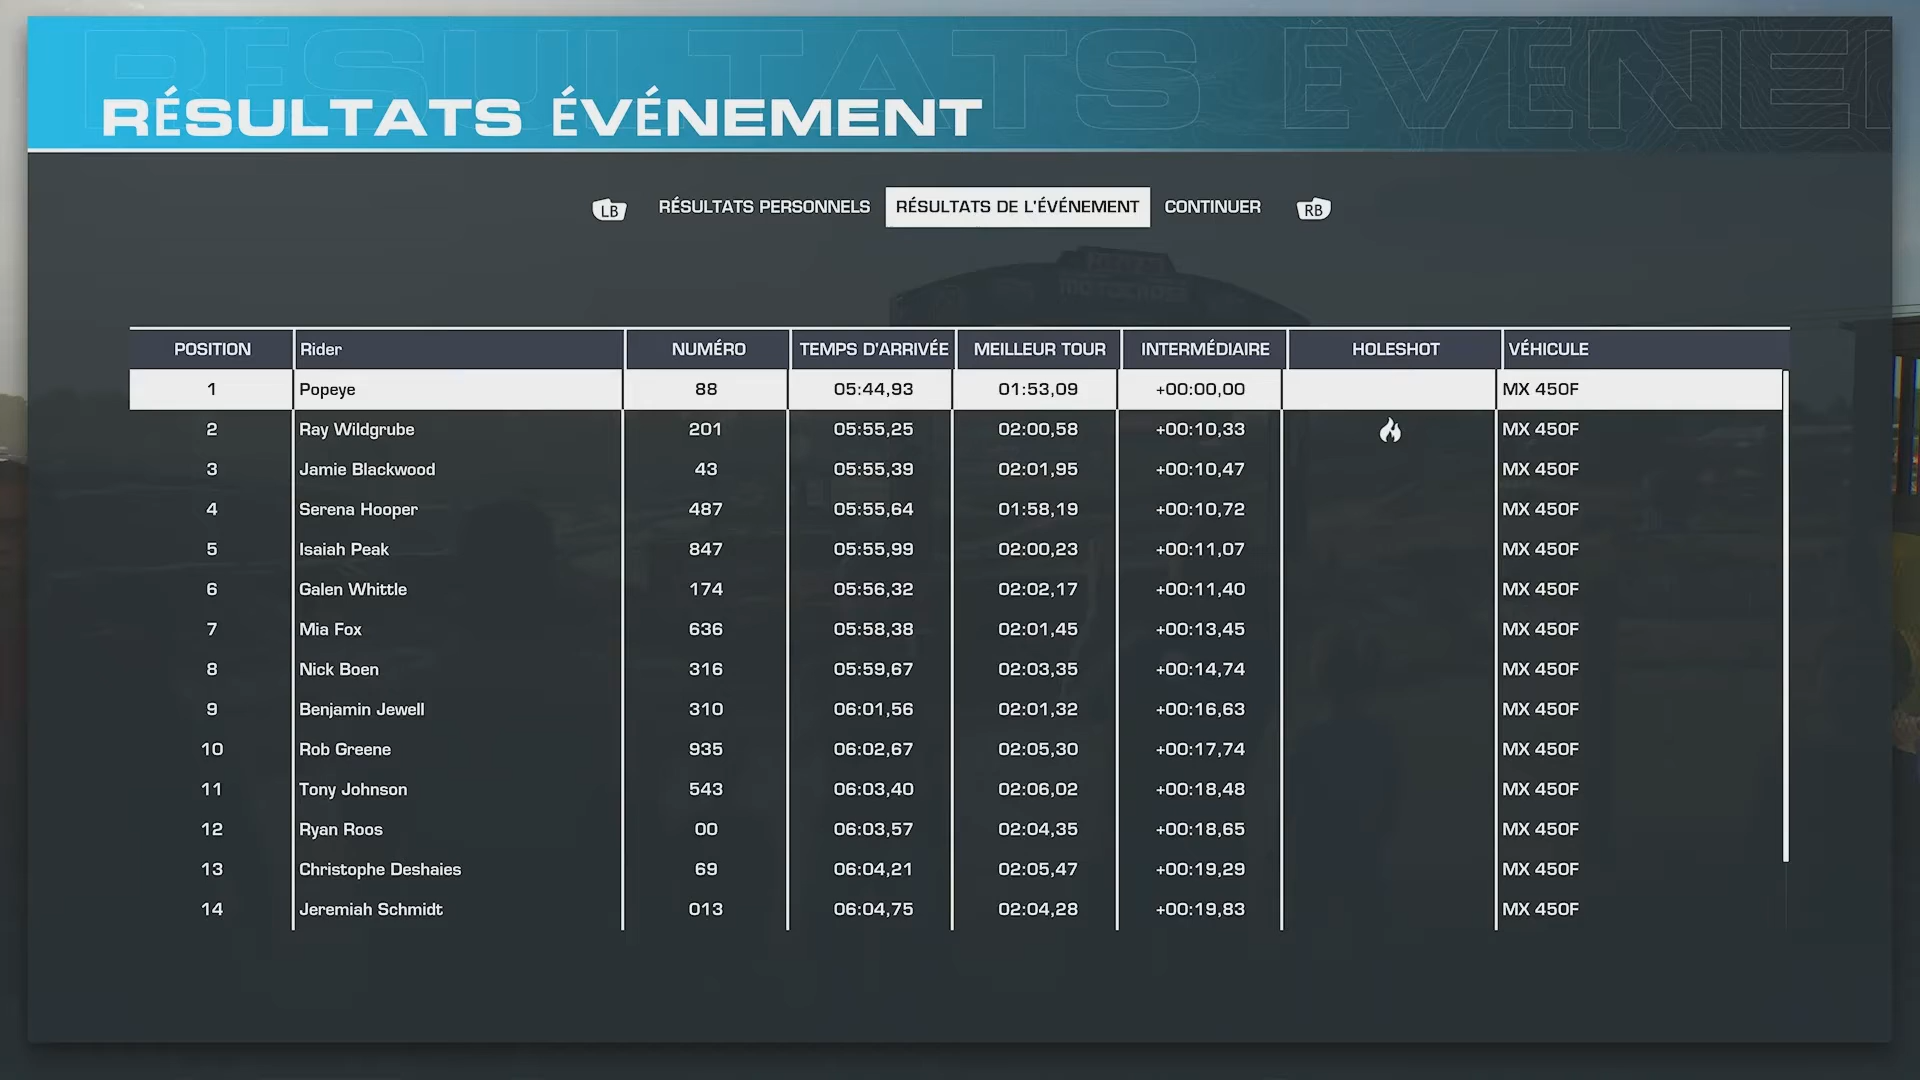 RÉSULTATS ÉVÉNEMENT
LB RÉSULTATS PERSONNELS RÉSULTATS DE L'ÉVÉNEMENT CONTINUER RB
POSITION Rider NUMÉRO TEMPS D'ARRIVÉE MEILLEUR TOUR INTERMÉDIAIRE HOLESHOT VÉHICULE
1 Popeye 88 05:44,93 01:53,09 +00:00,00 MX 450F
2 Ray Wildgrube 201 05:55,25 02:00,58 +00:10,33 MX 450F
3 Jamie Blackwood 43 05:55,39 02:01,95 +00:10,47 MX 450F
4 Serena Hooper 487 05:55,64 01:58,19 +00:10,72 MX 450F
5 Isaiah Peak 847 05:55,99 02:00,23 +00:11,07 MX 450F
6 Galen Whittle 174 05:56,32 02:02,17 +00:11,40 MX 450F
7 Mia Fox 636 05:58,38 02:01,45 +00:13,45 MX 450F
8 Nick Boen 316 05:59,67 02:03,35 +00:14,74 MX 450F
9 Benjamin Jewell 310 06:01,56 02:01,32 +00:16,63 MX 450F
10 Rob Greene 935 06:02,67 02:05,30 +00:17,74 MX 450F
11 Tony Johnson 543 06:03,40 02:06,02 +00:18,48 MX 450F
12 Ryan Roos 00 06:03,57 02:04,35 +00:18,65 MX 450F
13 Christophe Deshaies 69 06:04,21 02:05,47 +00:19,29 MX 450F
14 Jeremiah Schmidt 013 06:04,75 02:04,28 +00:19,83 MX 450F